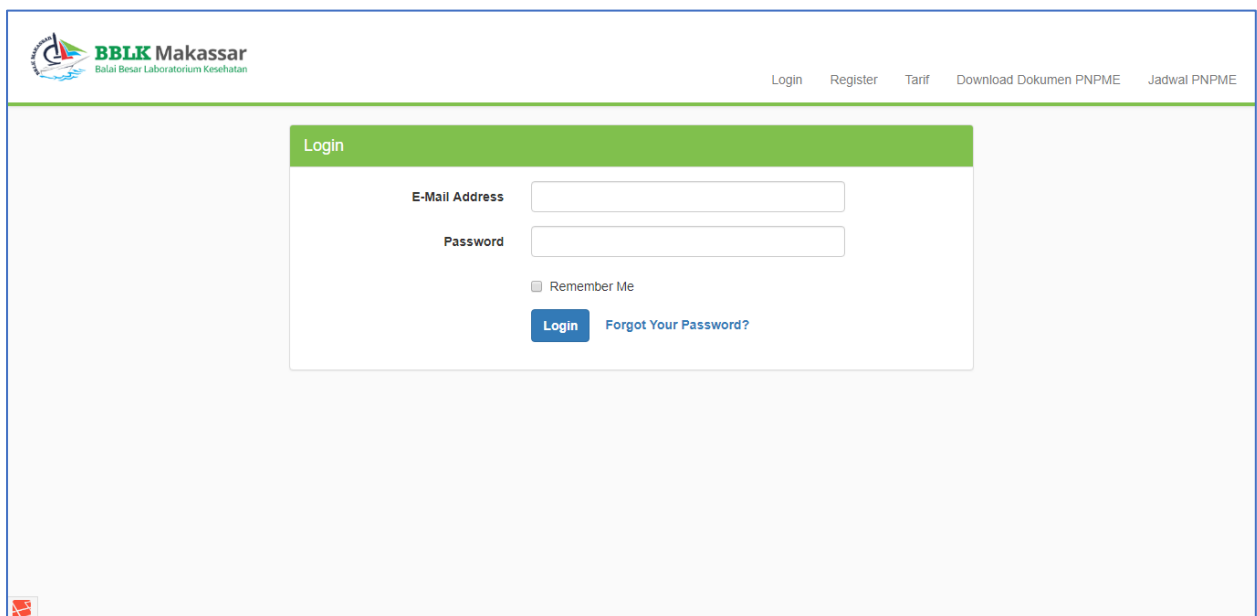 BBLK Makassar
Balai Besar Laboratorium Kesehatan
Login Register Tarif Download Dokumen PNPME Jadwal PNPME
Login
E-Mail Address
Password
Remember Me
Login Forgot Your Password?